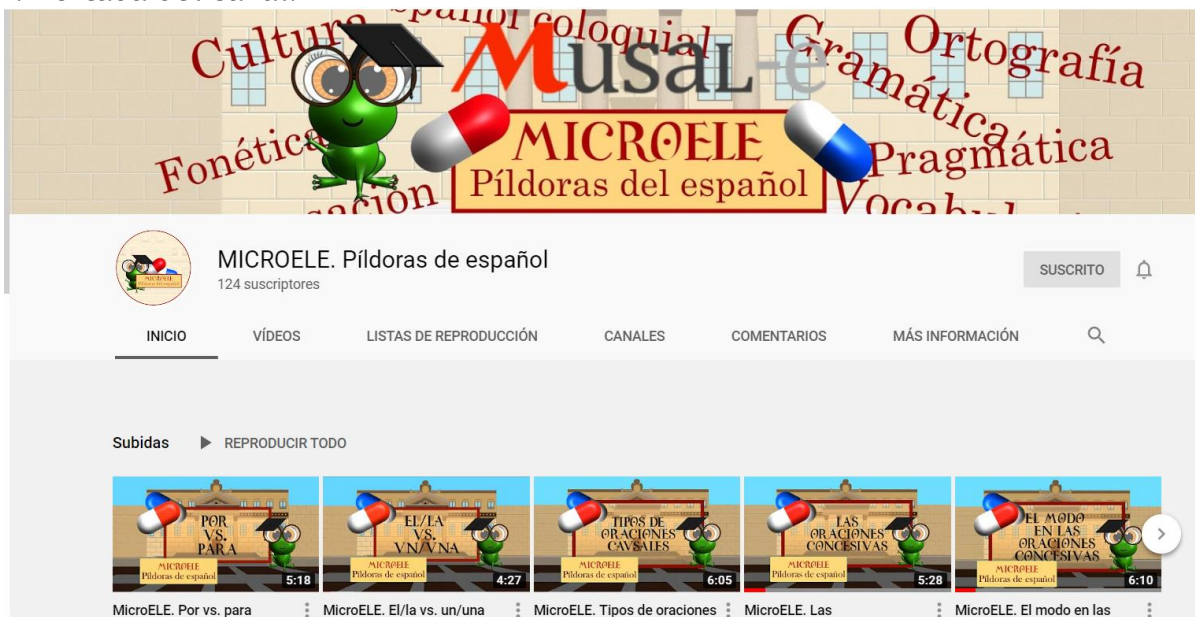 Cultura
español coloquial
Gramática
Ortografía
MusaL-e
Fonética
MICROELE
Píldoras del español
Pragmática
MICROELE. Píldoras de español
124 suscriptores
SUSCRITO
INICIO VÍDEOS LISTAS DE REPRODUCCIÓN CANALES COMENTARIOS MÁS INFORMACIÓN
Subidas REPRODUCIR TODO
POR
VS.
PARA
MICROELE
Píldoras de español
5:18
EL/LA
VS.
VN/VNA
MICROELE
Píldoras de español
4:27
TIPOS DE
ORACIONES
CAVSALES
MICROELE
Píldoras de español
6:05
LAS
ORACIONES
CONCESIVAS
MICROELE
Píldoras de español
5:28
EL MODO
EN LAS
ORACIONES
CONCESIVAS
MICROELE
Píldoras de español
6:10
MicroELE. Por vs. para
MicroELE. El/la vs. un/una
MicroELE. Tipos de oraciones
MicroELE. Las
MicroELE. El modo en las